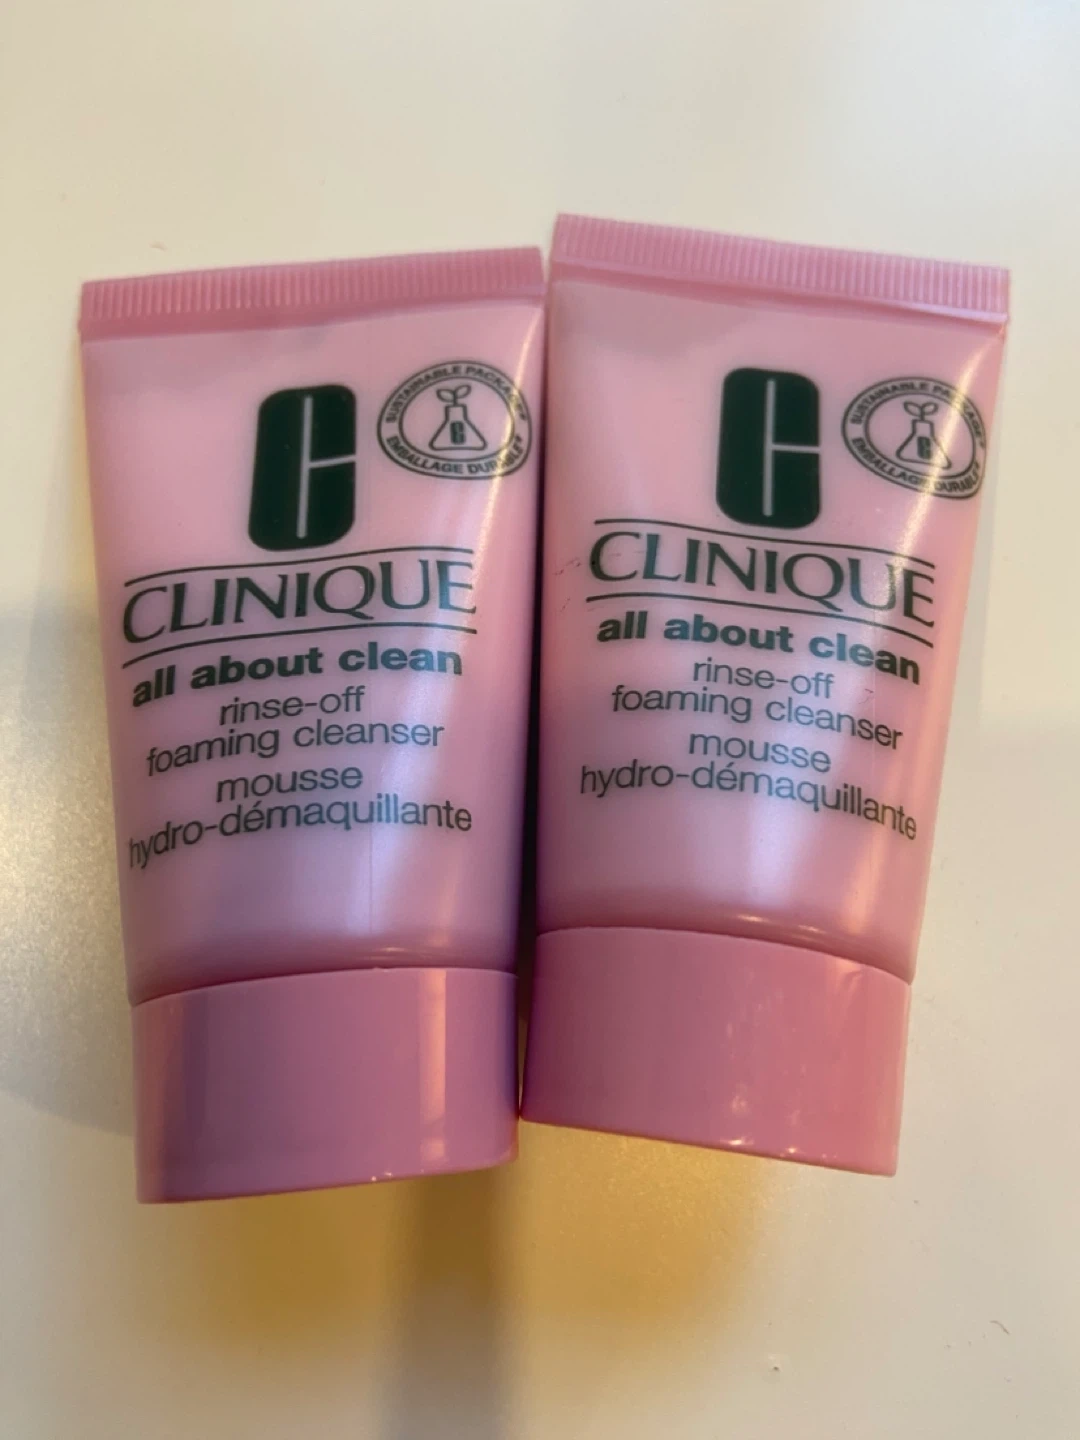 SUSTAINABLE PACKAGING
EMBALLAGE DURABLE
C
CLINIQUE
all about clean
rinse-off
foaming cleanser
mousse
hydro-démaquillante
SUSTAINABLE PACKAGING
EMBALLAGE DURABLE
C
CLINIQUE
all about clean
rinse-off
foaming cleanser
mousse
hydro-démaquillante